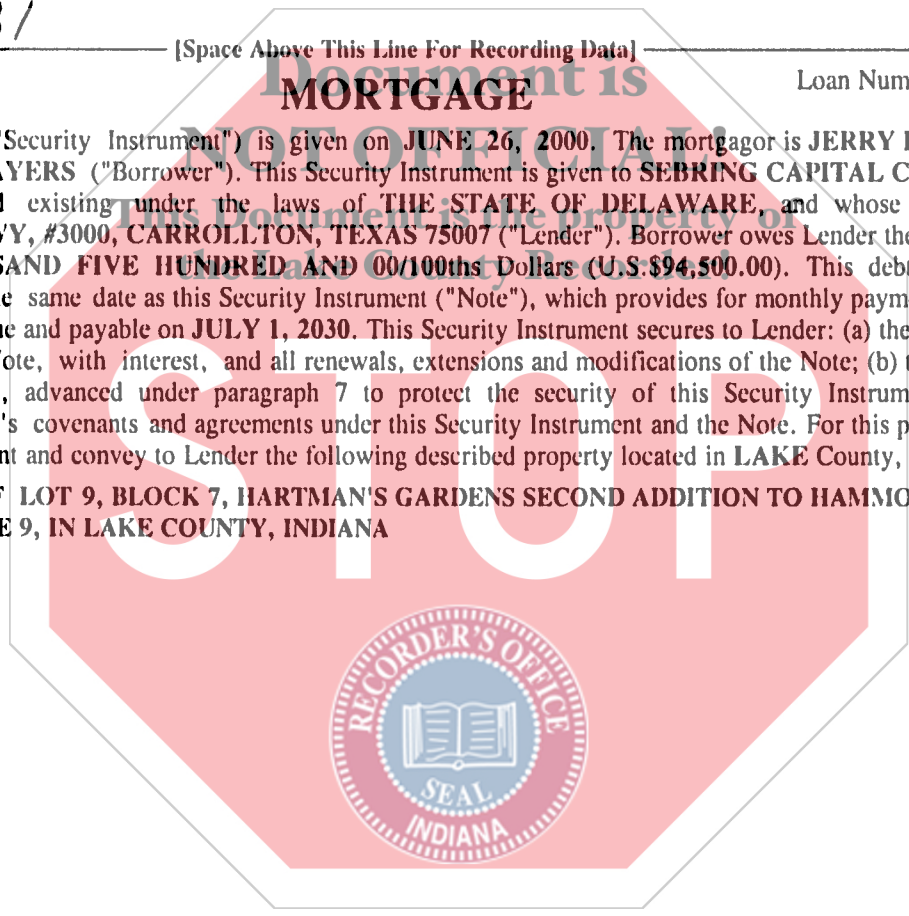 [Space Above This Line For Recording Data]
MORTGAGE
Loan Num
"Security Instrument") is given on JUNE 26, 2000. The mortgagor is JERRY
AYERS ("Borrower"). This Security Instrument is given to SEBRING CAPITAL C
existing under the laws of THE STATE OF DELAWARE, and whose
VY, #3000, CARROLLTON, TEXAS 75007 ("Lender"). Borrower owes Lender the
SAND FIVE HUNDRED AND 00/100ths Dollars (U.S.$94,500.00). This debt
e same date as this Security Instrument ("Note"), which provides for monthly paym
e and payable on JULY 1, 2030. This Security Instrument secures to Lender: (a) the
ote, with interest, and all renewals, extensions and modifications of the Note; (b)
, advanced under paragraph 7 to protect the security of this Security Instrum
's covenants and agreements under this Security Instrument and the Note. For this p
nt and convey to Lender the following described property located in LAKE County,
LOT 9, BLOCK 7, HARTMAN'S GARDENS SECOND ADDITION TO HAMMO
E 9, IN LAKE COUNTY, INDIANA
Document is
NOT OFFICIAL!
This Document is the property of
the Lake County Recorder!
STOP
RECORDER'S OFFICE
SEAL
INDIANA